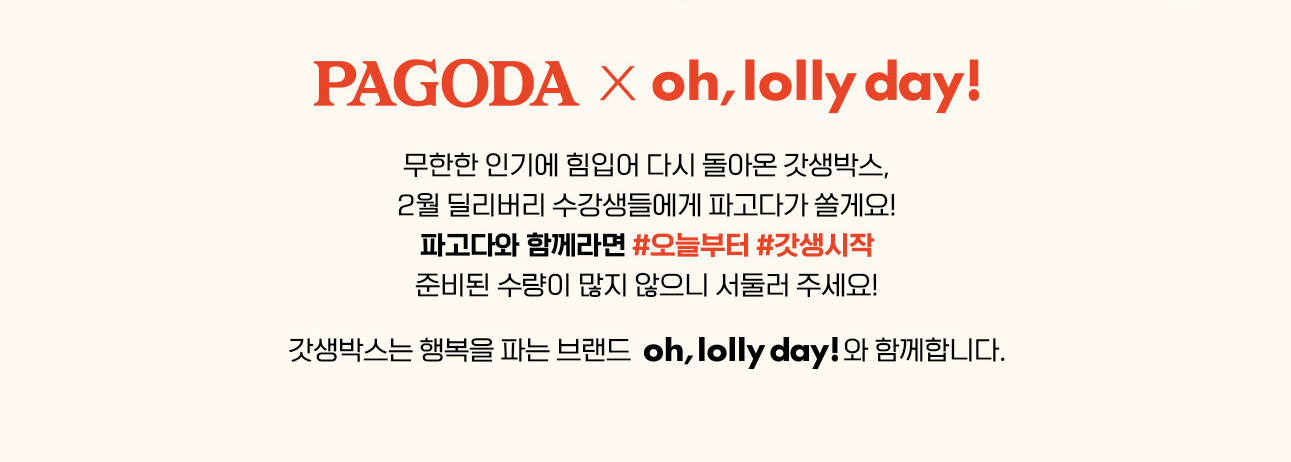 PAGODA × oh, lolly day!
무한한 인기에 힘입어 다시 돌아온 갓생박스,
2월 딜리버리 수강생들에게 파고다가 쏠게요!
파고다와 함께라면 #오늘부터 #갓생시작
준비된 수량이 많지 않으니 서둘러 주세요!
갓생박스는 행복을 파는 브랜드 oh, lolly day!와 함께합니다.